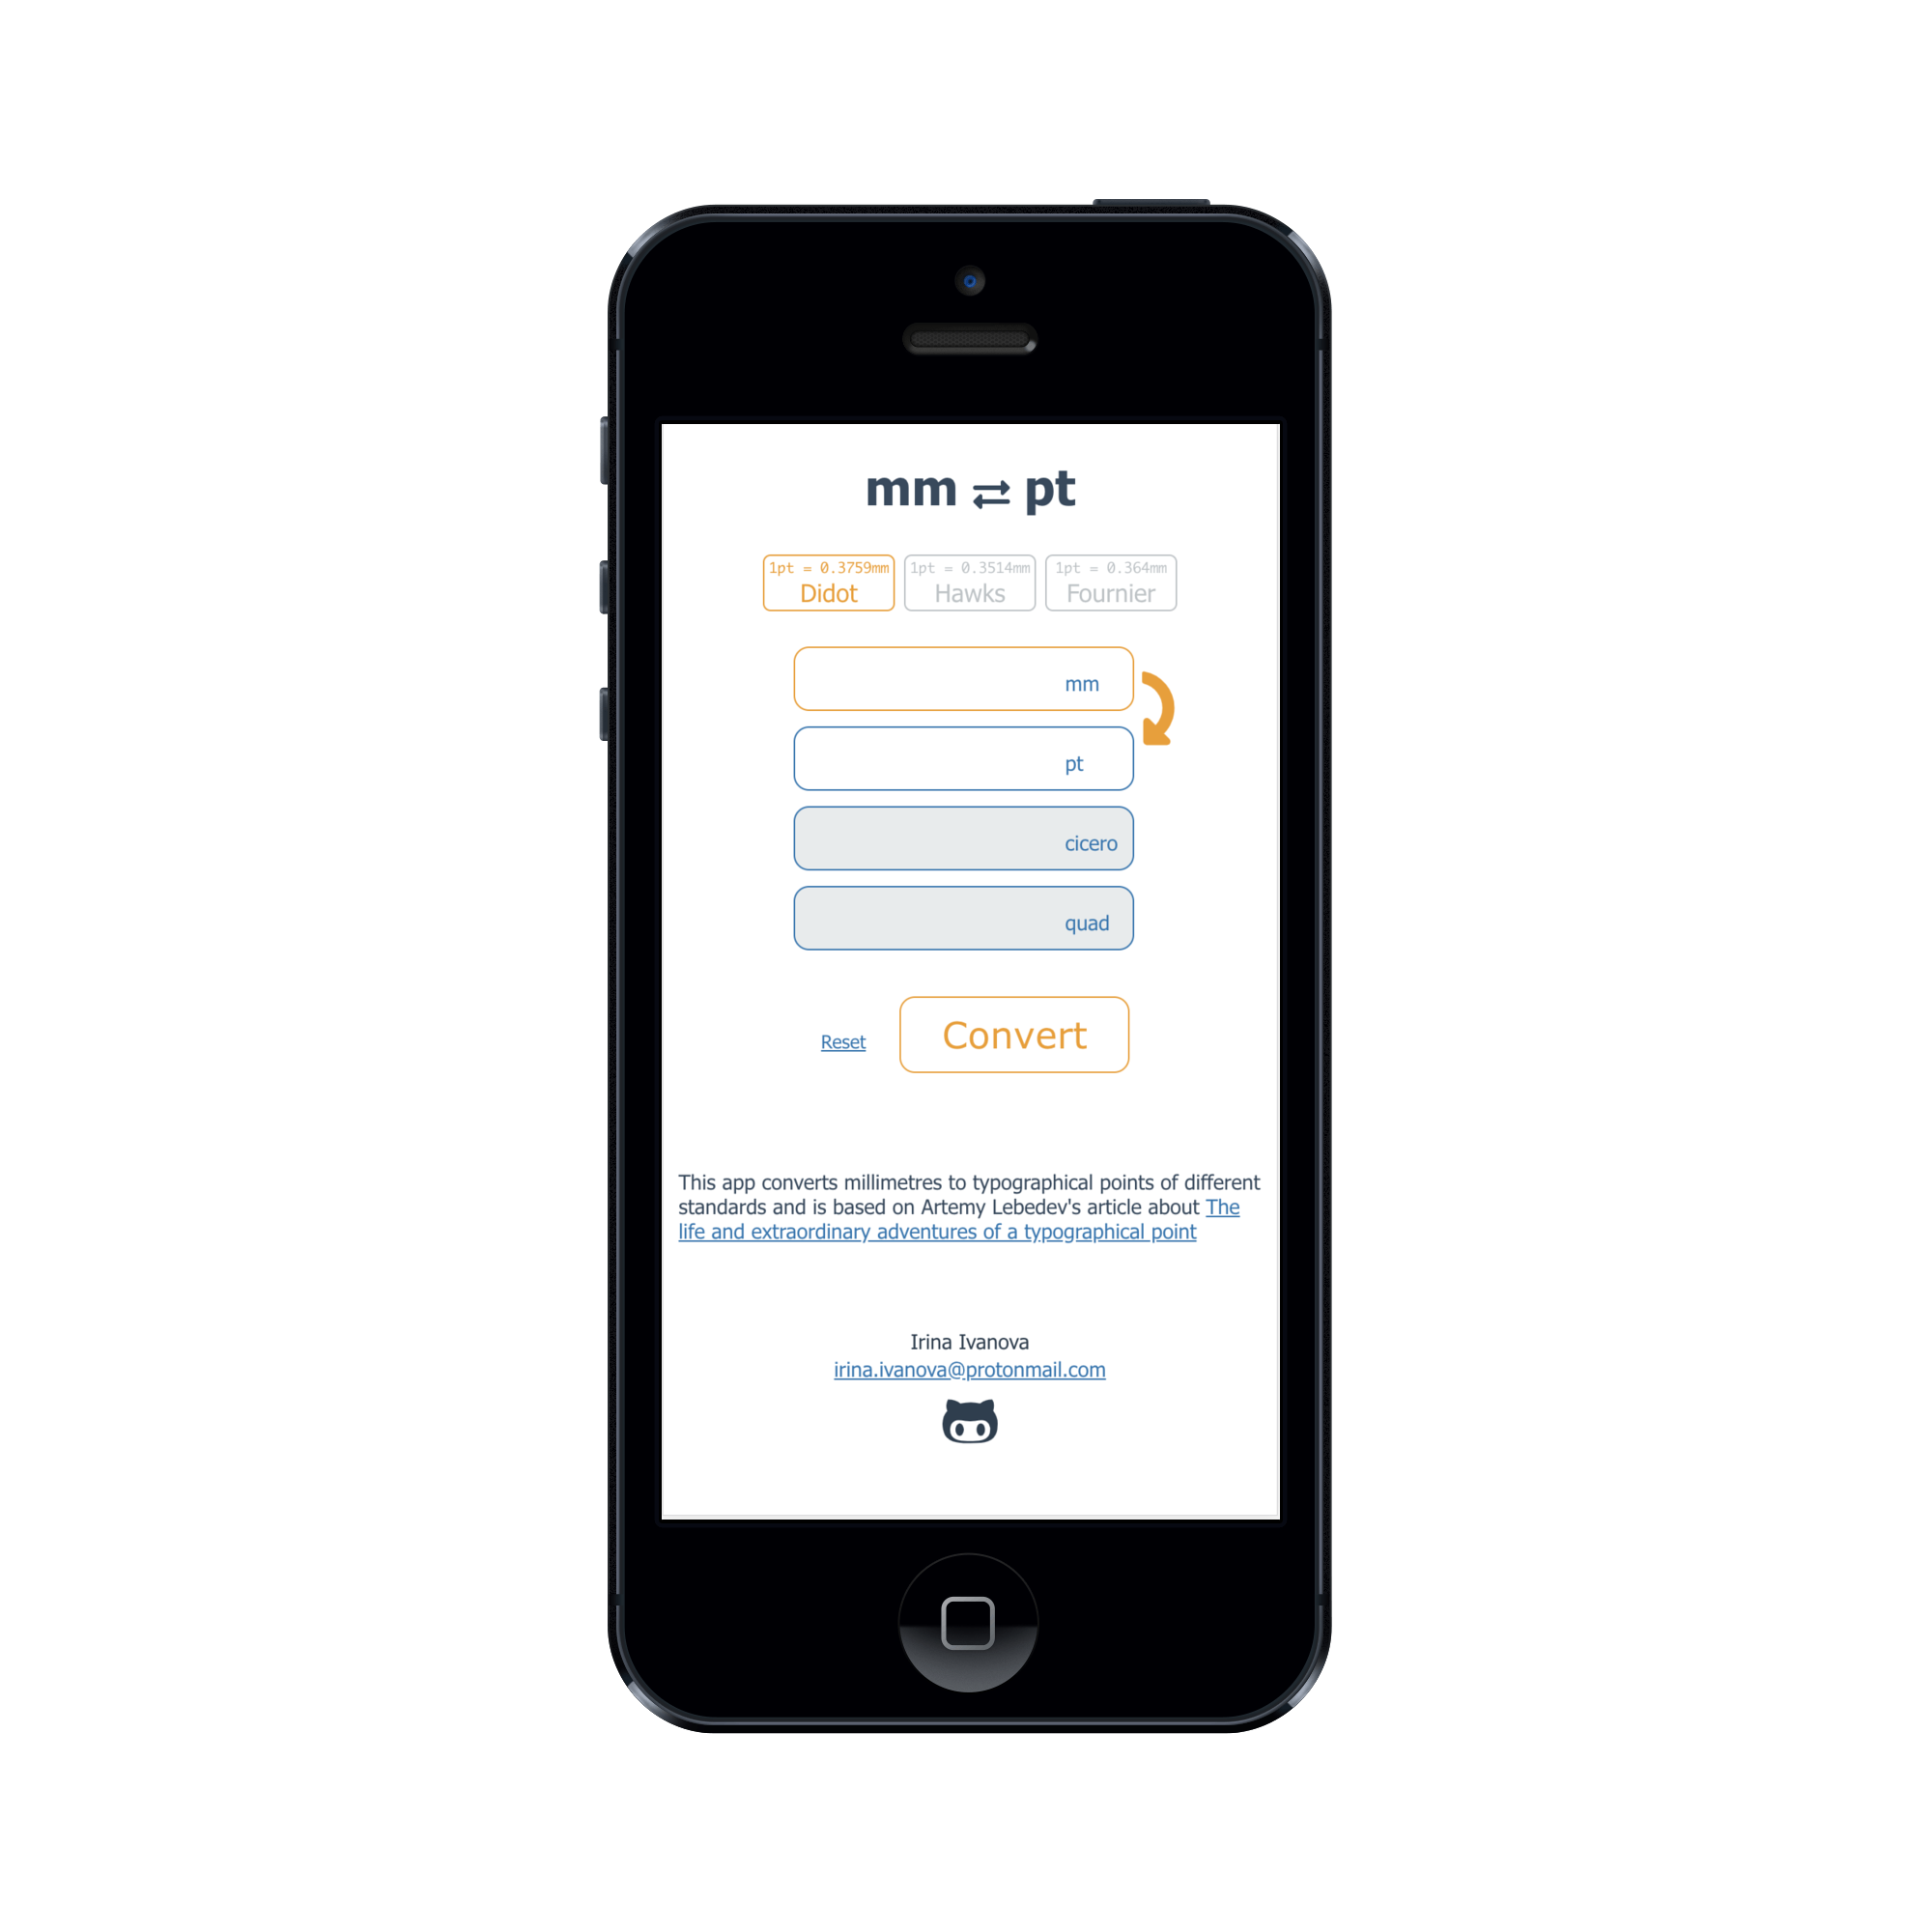 mm ⇄ pt
1pt = 0.3759mm 1pt = 0.3514mm 1pt = 0.364mm
Didot Hawks Fournier
mm
pt
cicero
quad
Reset Convert
This app converts millimetres to typographical points of different
standards and is based on Artemy Lebedev's article about The
life and extraordinary adventures of a typographical point
Irina Ivanova
irina.ivanova@protonmail.com